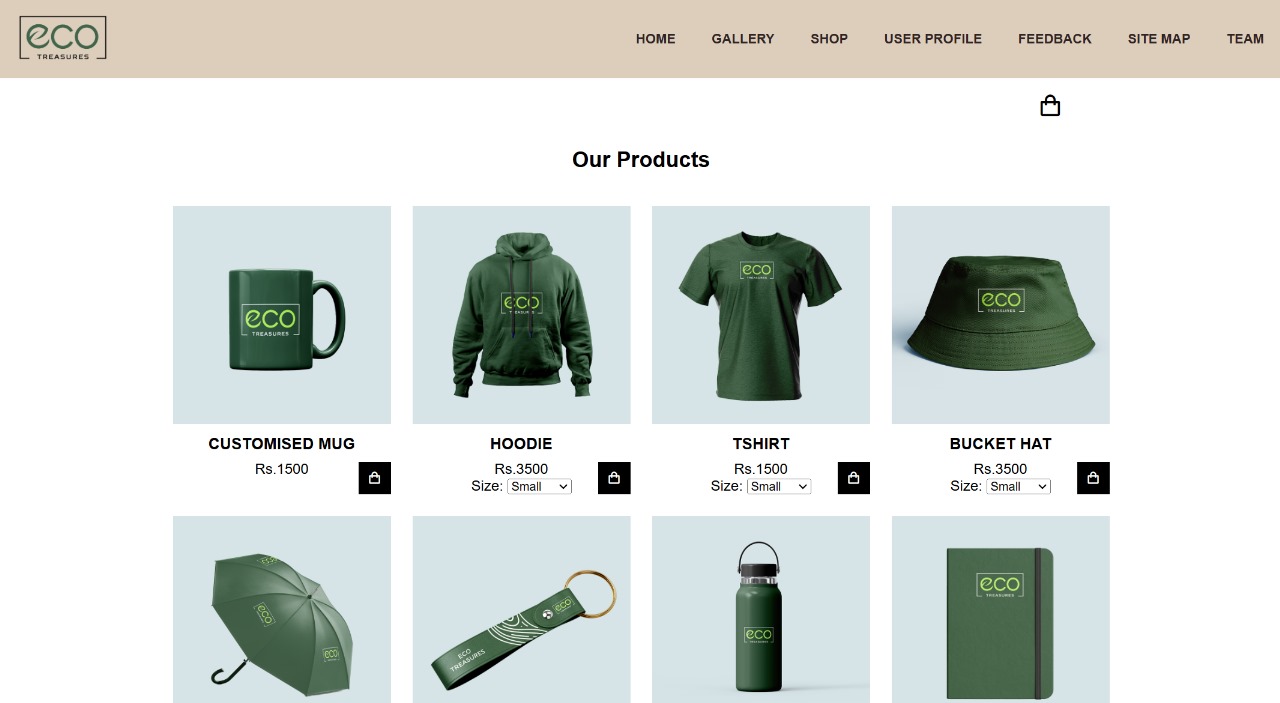 eco
TREASURES
HOME GALLERY SHOP USER PROFILE FEEDBACK SITE MAP TEAM
Our Products
eco
TREASURES
eco
TREASURES
eco
TREASURES
eco
TREASURES
CUSTOMISED MUG
Rs.1500
HOODIE
Rs.3500
Size: Small
TSHIRT
Rs.1500
Size: Small
BUCKET HAT
Rs.3500
Size: Small
eco
eco
eco
eco
ECO
TREASURES
eco
TREASURES
eco
TREASURES